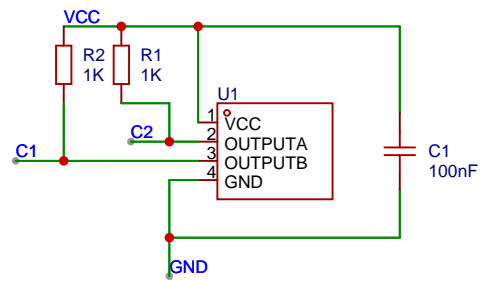 VCC
R2
1K
R1
1K
U1
C2
C1
1
VCC
2
OUTPUTA
3
OUTPUTB
4
GND
C1
100nF
GND